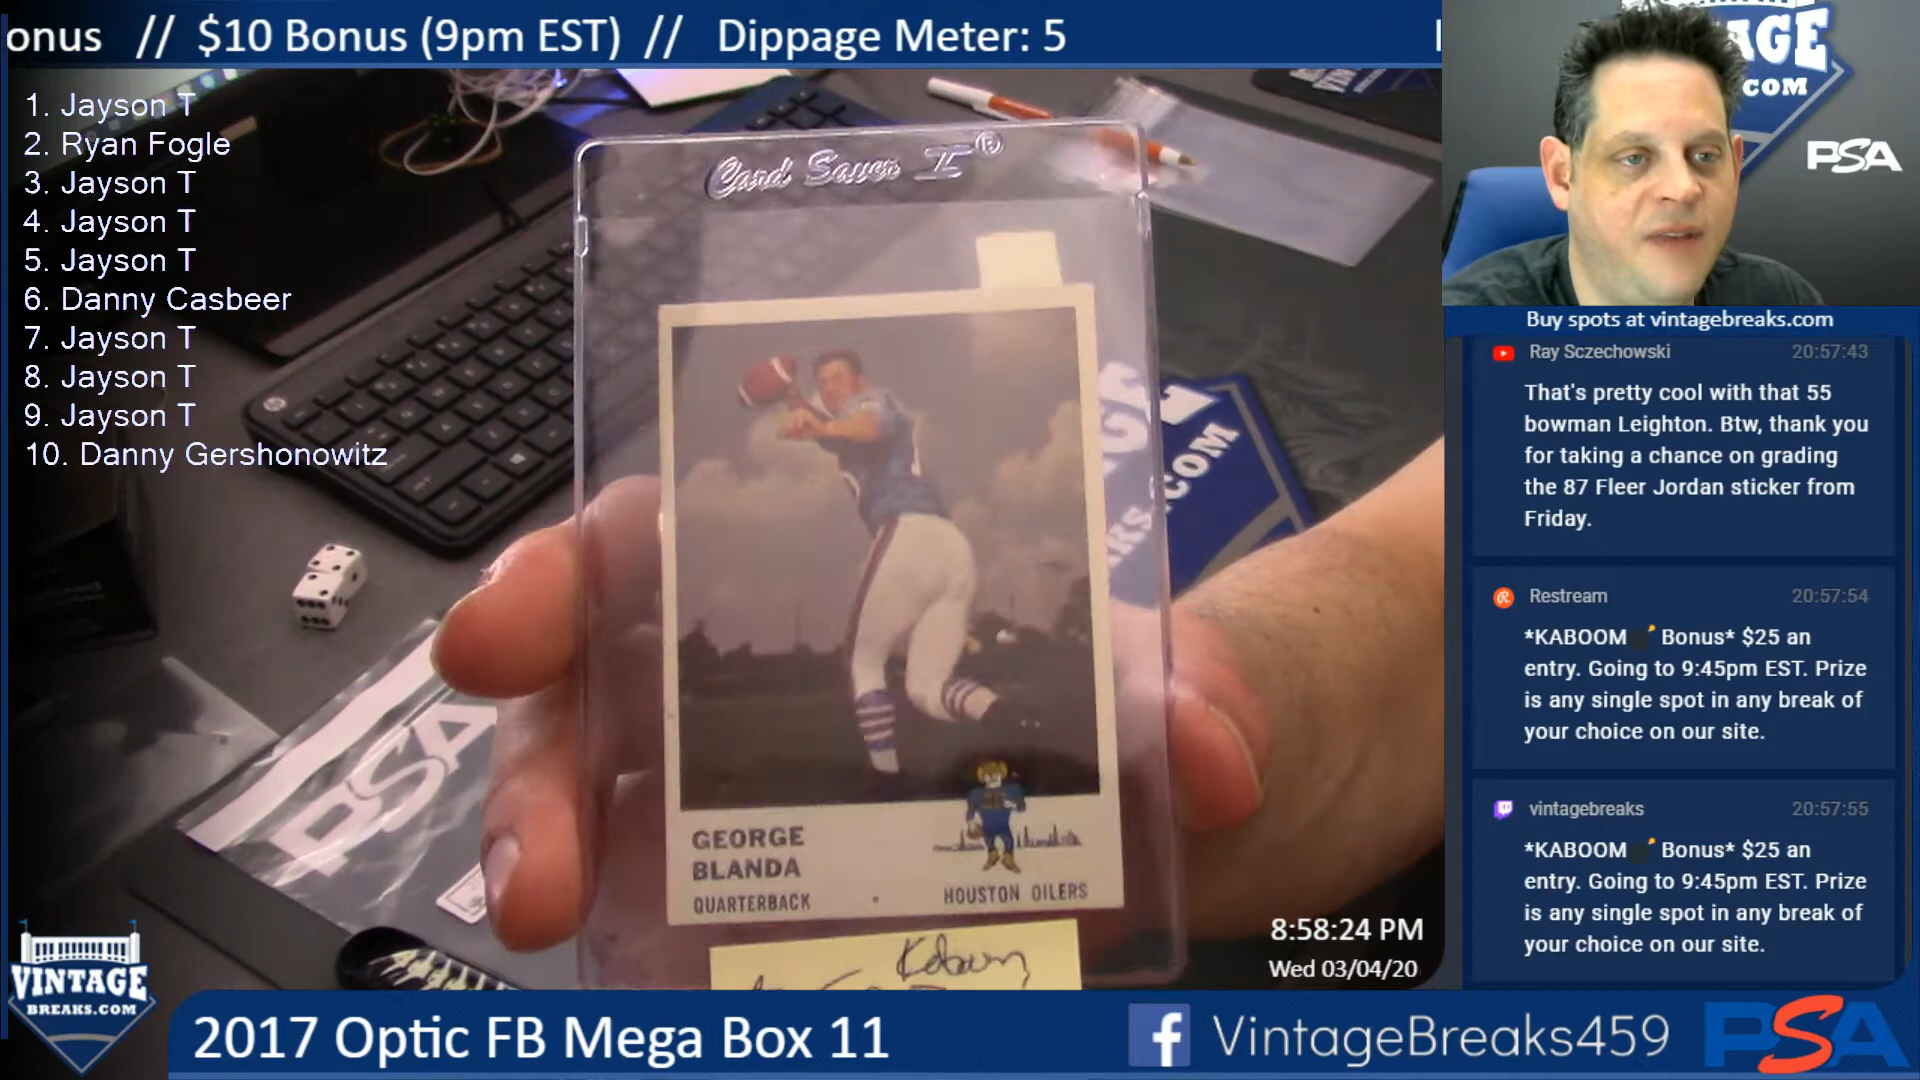 onus // $10 Bonus (9pm EST) // Dippage Meter: 5
1. Jayson T
2. Ryan Fogle
3. Jayson T
4. Jayson T
5. Jayson T
6. Danny Casbeer
7. Jayson T
8. Jayson T
9. Jayson T
10. Danny Gershonowitz
Card Saver II®
GEORGE
BLANDA
QUARTERBACK
HOUSTON OILERS
PSA
RS.COM
8:58:24 PM
Wed 03/04/20
AGE
COM
PSA
Buy spots at vintagebreaks.com
Ray Sczechowski 20:57:43
That's pretty cool with that 55
bowman Leighton. Btw, thank you
for taking a chance on grading
the 87 Fleer Jordan sticker from
Friday.
Restream 20:57:54
*KABOOM Bonus* $25 an
entry. Going to 9:45pm EST. Prize
is any single spot in any break of
your choice on our site.
vintagebreaks 20:57:55
*KABOOM Bonus* $25 an
entry. Going to 9:45pm EST. Prize
is any single spot in any break of
your choice on our site.
VINTAGE
BREAKS.COM
2017 Optic FB Mega Box 11
VintageBreaks459
PSA